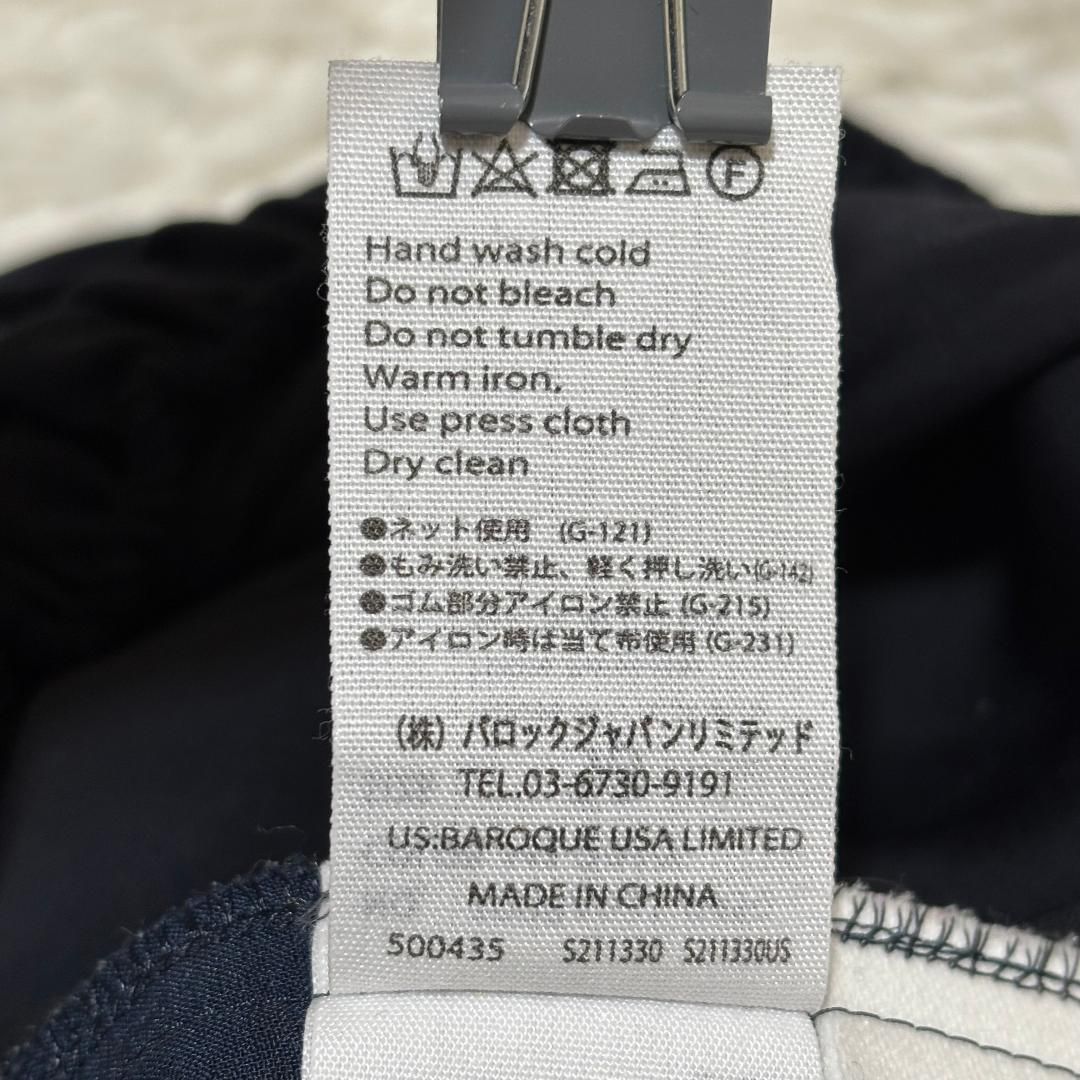 F
Hand wash cold
Do not bleach
Do not tumble dry
Warm iron.
Use press cloth
Dry clean
●ネット使用 (G-121)
●もみ洗い禁止、軽く押し洗い(G-142)
●ゴム部分アイロン禁止 (G-215)
●アイロン時は当て布使用 (G-231)
(株) バロックジャパンリミテッド
TEL.03-6730-9191
US:BAROQUE USA LIMITED
MADE IN CHINA
500435 S211330 S211330US